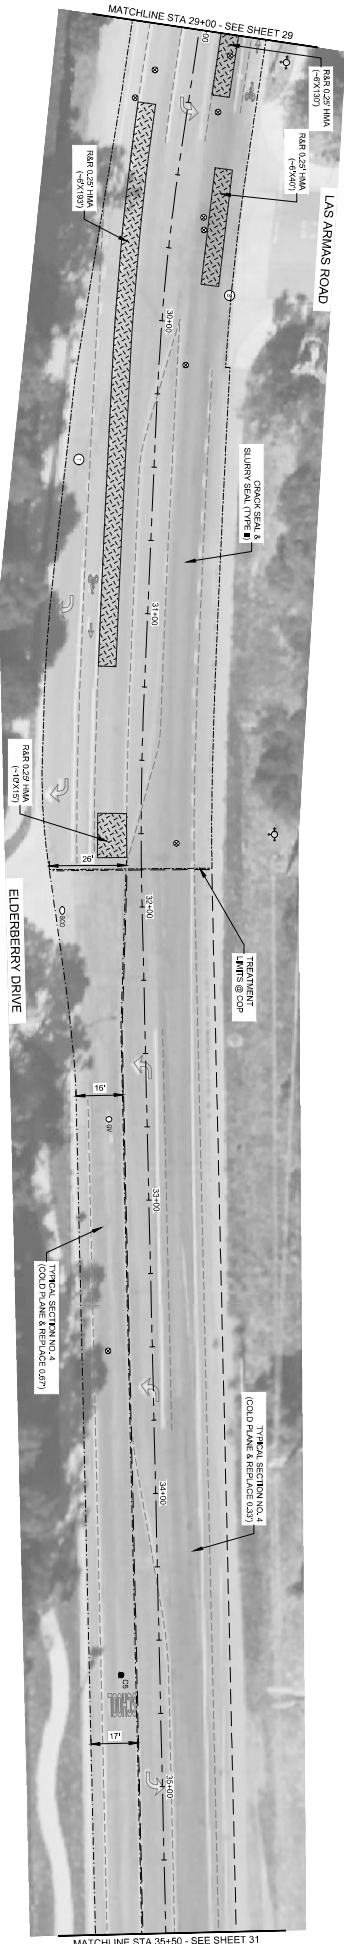 MATCHLINE STA 29+00 - SEE SHEET 29
R&R 0.25' HMA
(~6'X130')
R&R 0.25' HMA
(~6'X40')
LAS ARMAS ROAD
R&R 0.25' HMA
(~6'X193')
30+00
CRACK SEAL &
SLURRY SEAL (TYPE II)
31+00
R&R 0.25' HMA
(~10'X15')
26'
32+00
TREATMENT
LIMITS @ COP
ELDERBERRY DRIVE
16'
GV
33+00
TYPICAL SECTION NO. 4
(COLD PLANE & REPLACE 0.67')
TYPICAL SECTION NO. 4
(COLD PLANE & REPLACE 0.33')
34+00
C5
SCHOOL
17'
35+00
MATCHLINE STA 35+50 - SEE SHEET 31